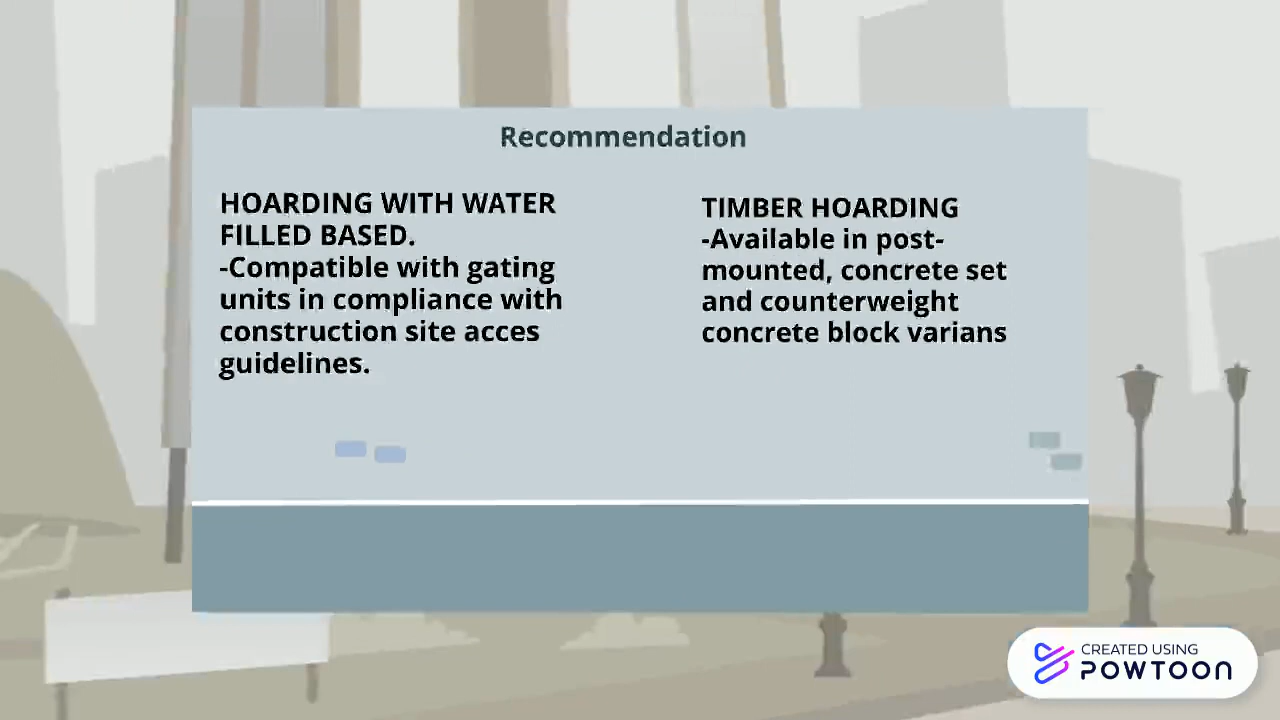 Recommendation
HOARDING WITH WATER
FILLED BASED.
-Compatible with gating
units in compliance with
construction site acces
guidelines.
TIMBER HOARDING
-Available in post-
mounted, concrete set
and counterweight
concrete block varians
CREATED USING
POWTOON